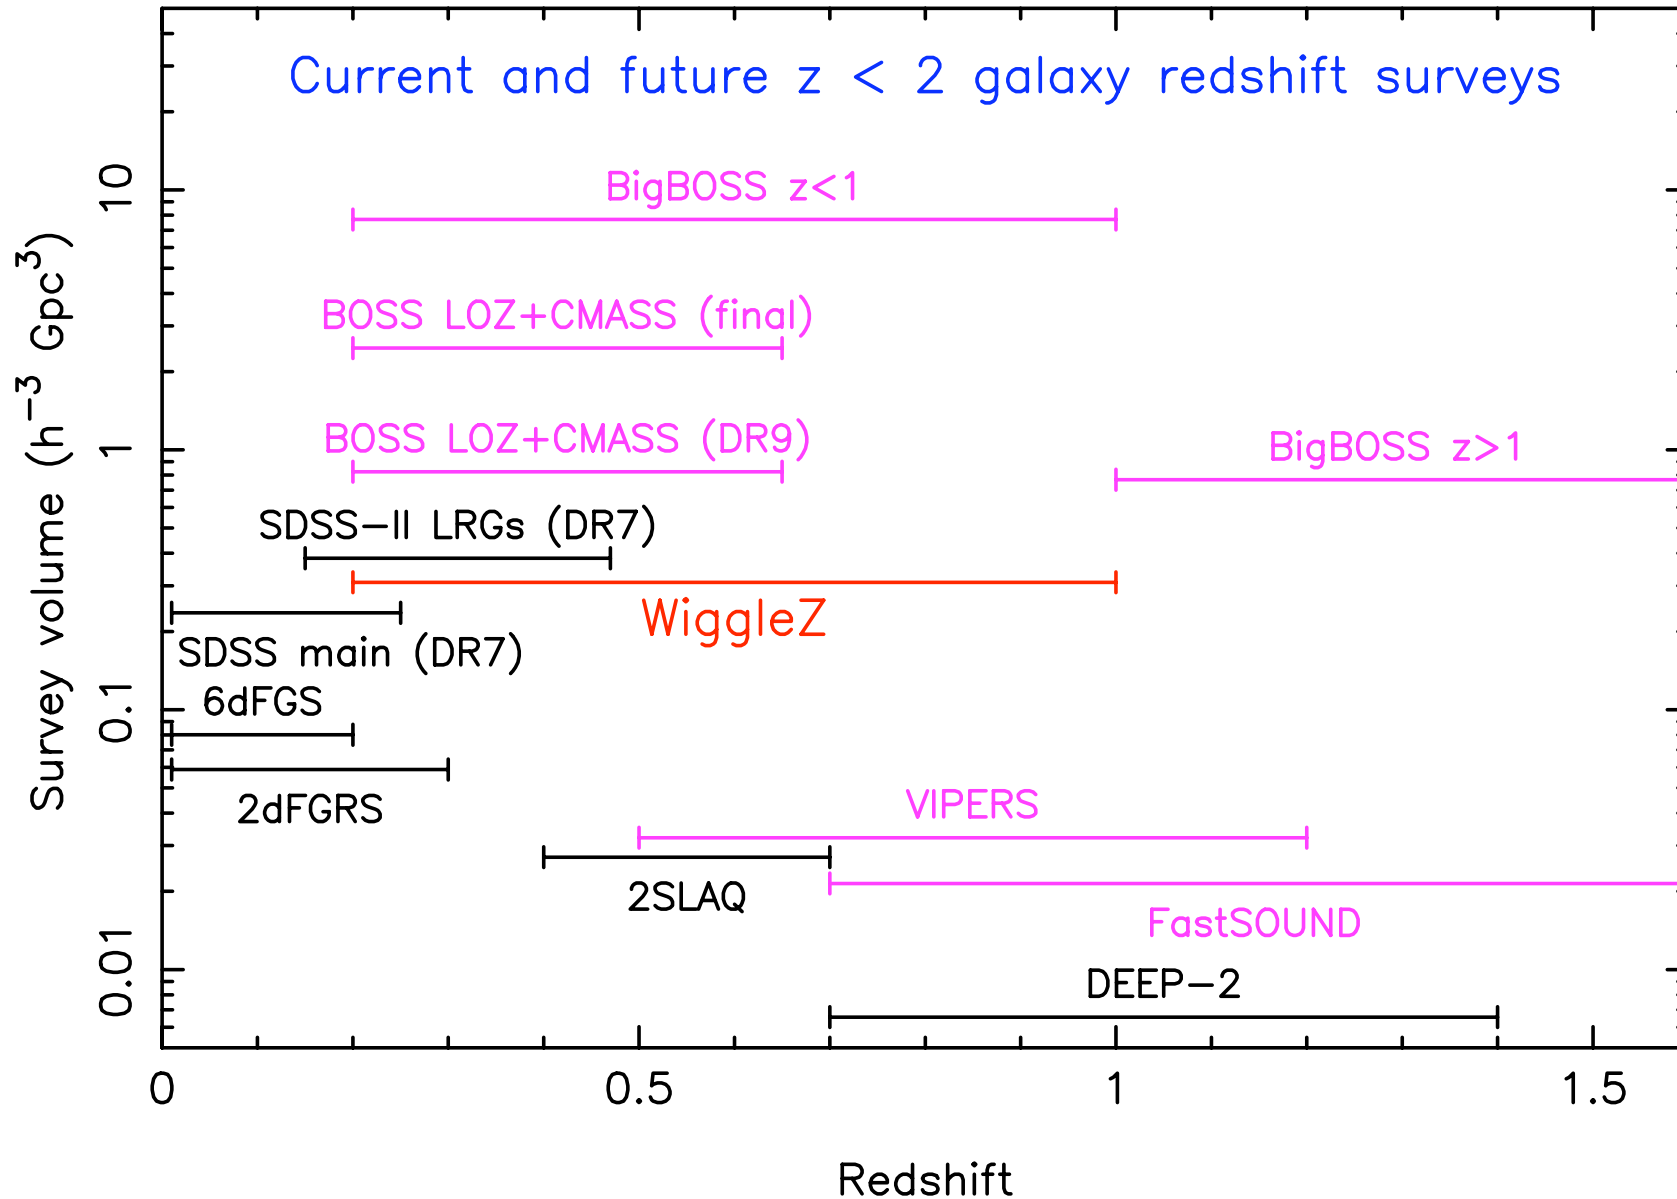 Current and future z < 2 galaxy redshift surveys
10
BigBOSS z<1
BOSS LOZ+CMASS (final)
BOSS LOZ+CMASS (DR9)
1
BigBOSS z>1
SDSS-II LRGs (DR7)
WiggleZ
SDSS main (DR7)
6dFGS
0.1
2dFGRS
VIPERS
2SLAQ
FastSOUND
0.01
DEEP-2
Survey volume (h⁻³ Gpc³)
0 0.5 1 1.5
Redshift